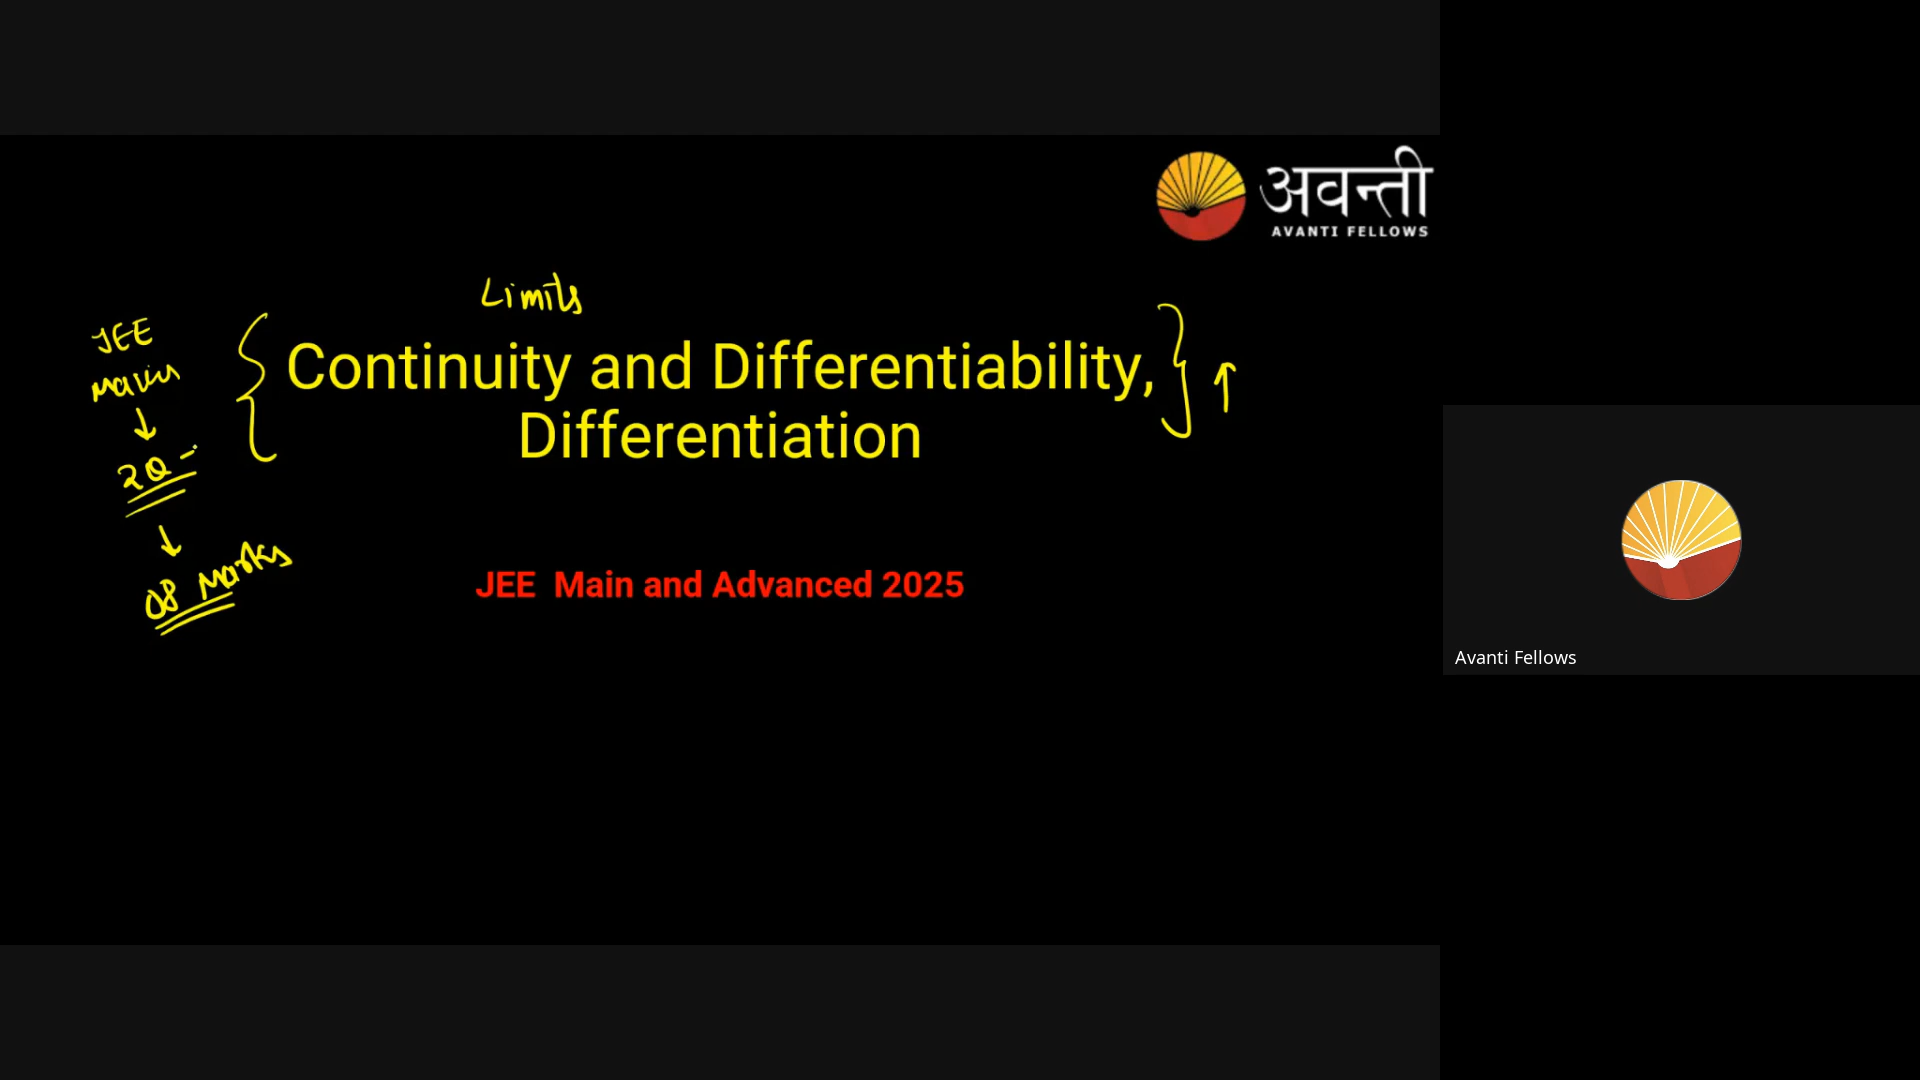 अवन्ती
AVANTI FELLOWS
Limits
Continuity and Differentiability,
Differentiation
JEE
Mains
2Q
08 Marks
JEE Main and Advanced 2025
Avanti Fellows